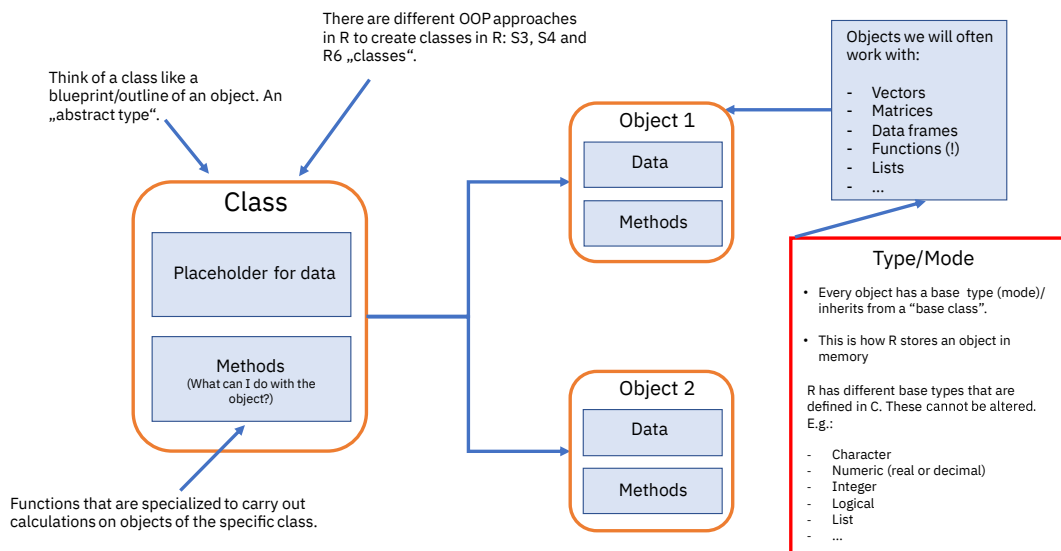 There are different OOP approaches
in R to create classes in R: S3, S4 and
R6 „classes“.
Think of a class like a
blueprint/outline of an object. An
„abstract type“.
Class
Placeholder for data
Methods
(What can I do with the
object?)
Functions that are specialized to carry out
calculations on objects of the specific class.
Object 1
Data
Methods
Object 2
Data
Methods
Objects we will often
work with:
- Vectors
- Matrices
- Data frames
- Functions (!)
- Lists
- ...
Type/Mode
• Every object has a base type (mode)/
inherits from a “base class”.
• This is how R stores an object in
memory
R has different base types that are
defined in C. These cannot be altered.
E.g.:
- Character
- Numeric (real or decimal)
- Integer
- Logical
- List
- ...